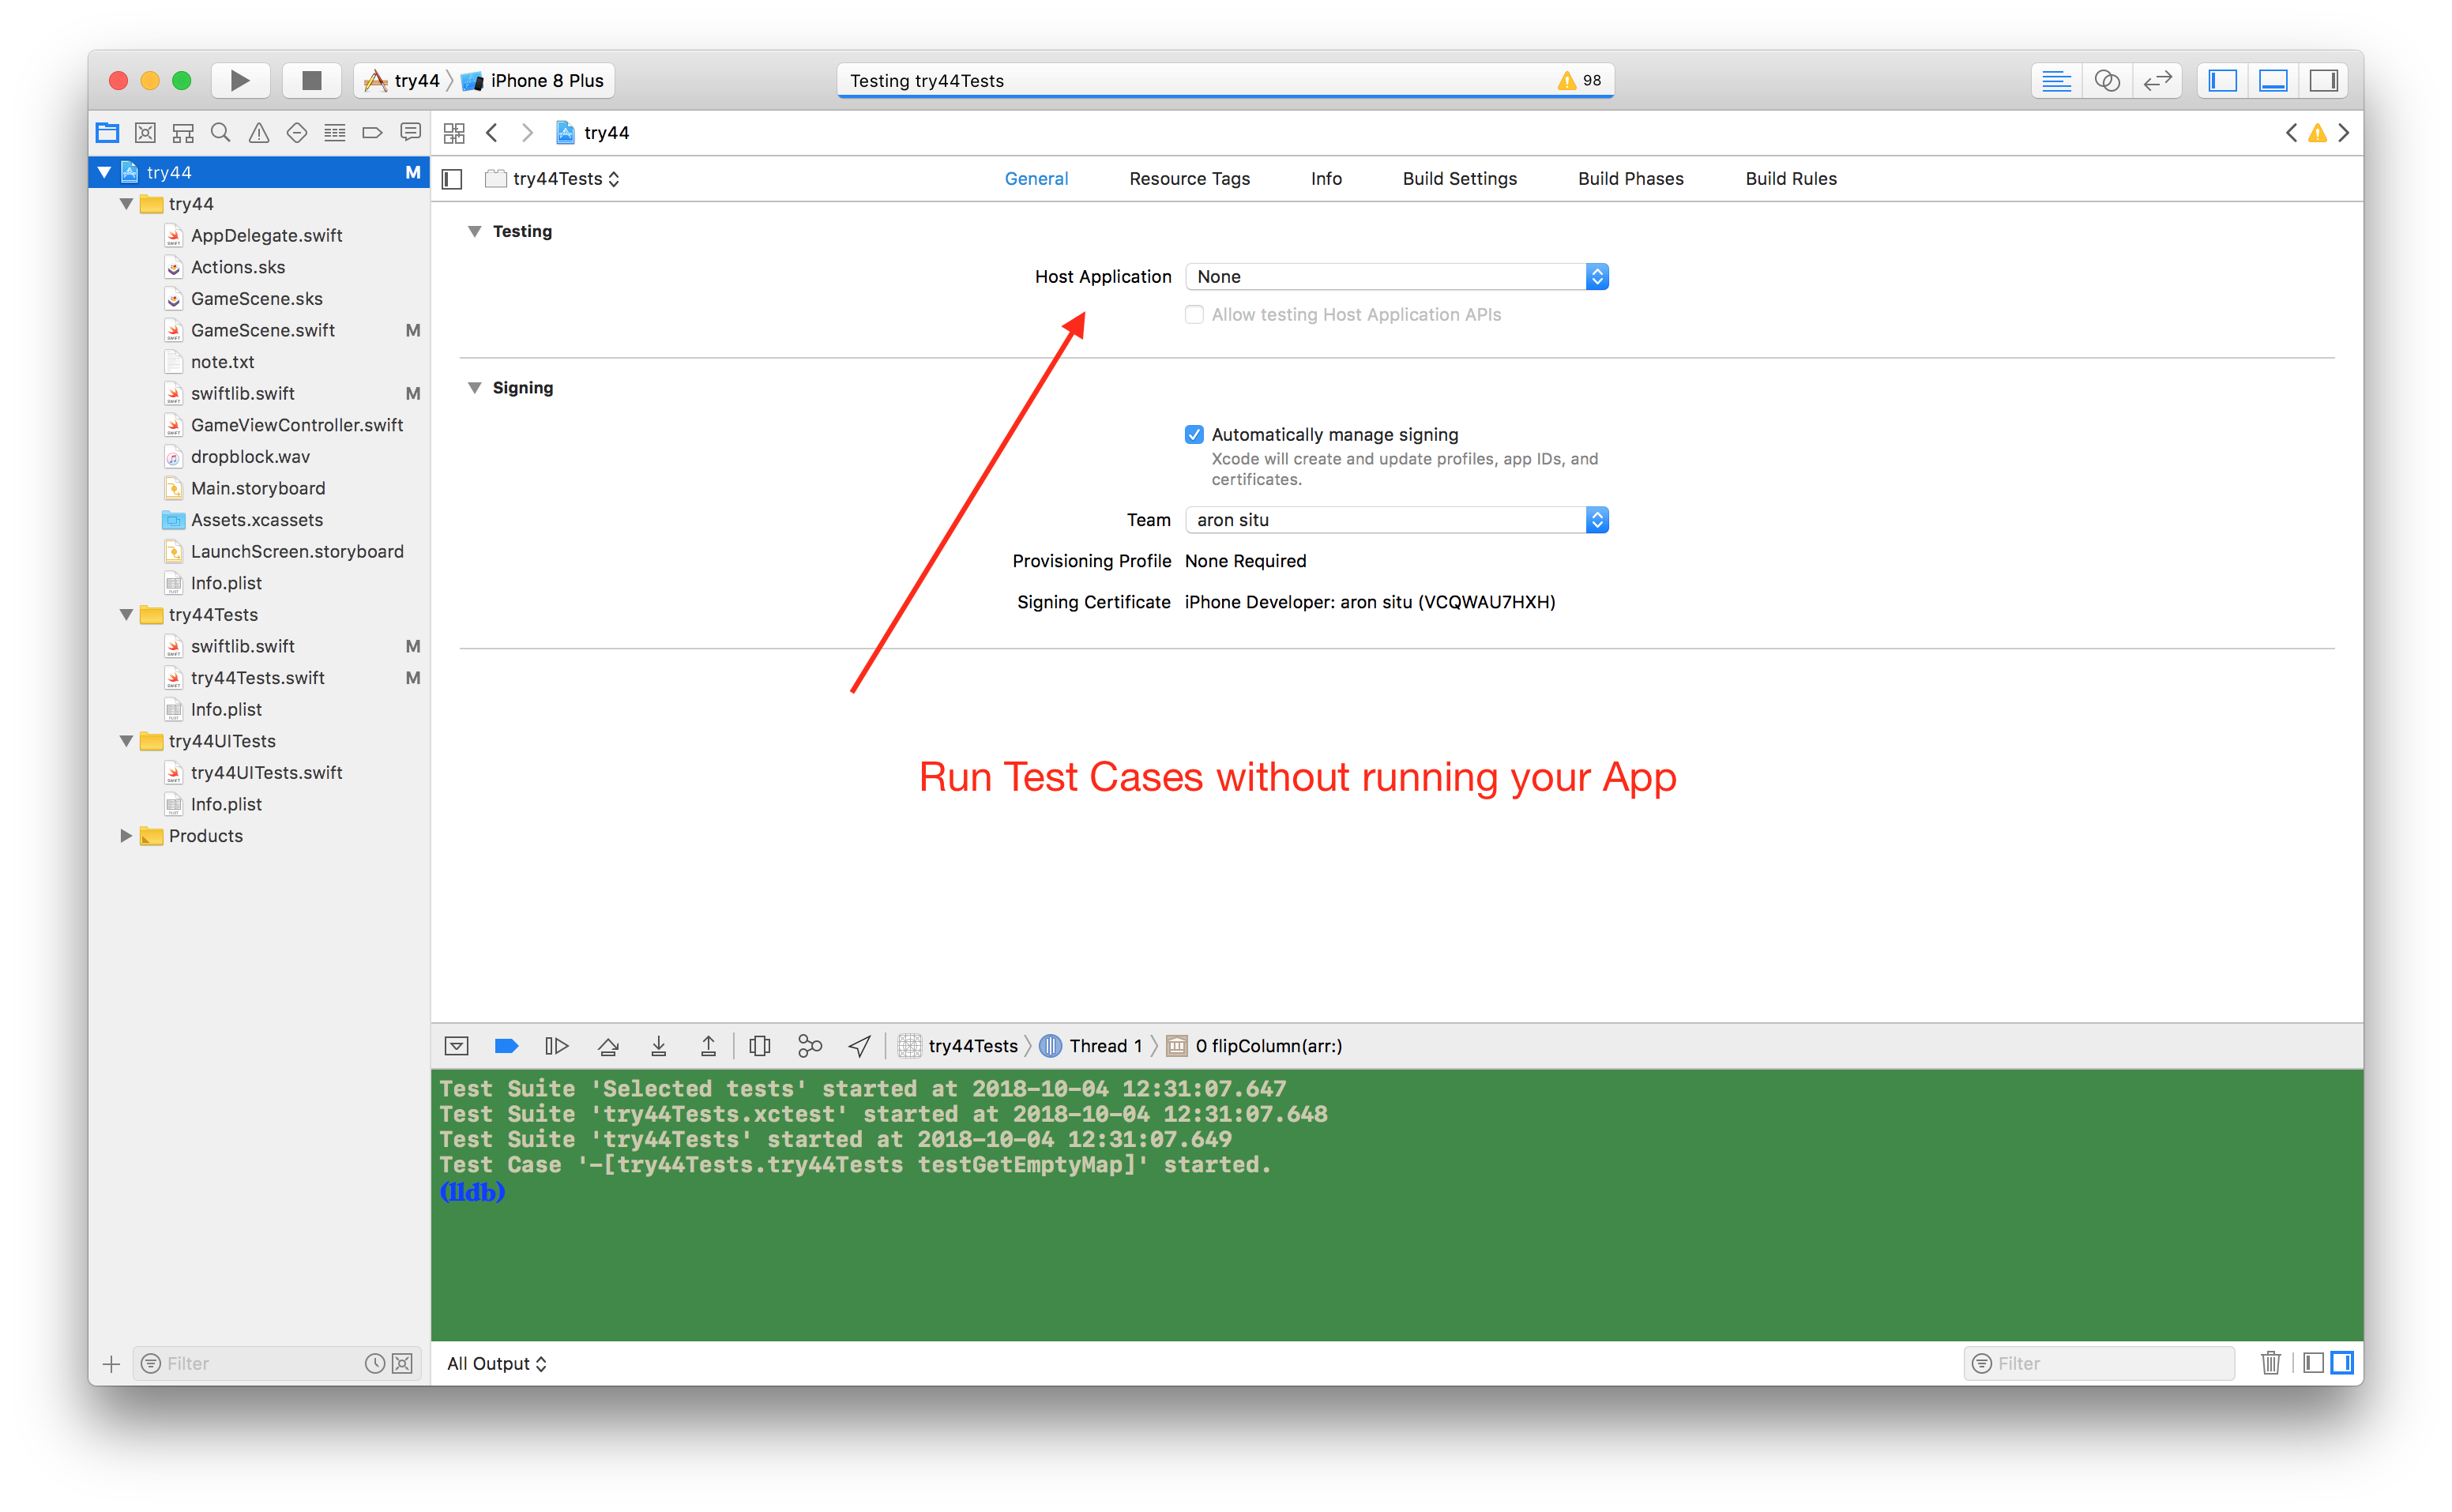 try44 iPhone 8 Plus
Testing try44Tests 98
try44
try44 M
try44
AppDelegate.swift
Actions.sks
GameScene.sks
GameScene.swift M
note.txt
swiftlib.swift M
GameViewController.swift
dropblock.wav
Main.storyboard
Assets.xcassets
LaunchScreen.storyboard
Info.plist
try44Tests
swiftlib.swift M
try44Tests.swift M
Info.plist
try44UITests
try44UITests.swift
Info.plist
Products
Filter
try44Tests General Resource Tags Info Build Settings Build Phases Build Rules
Testing
Host Application None
Allow testing Host Application APIs
Signing
Automatically manage signing
Xcode will create and update profiles, app IDs, and
certificates.
Team aron situ
Provisioning Profile None Required
Signing Certificate iPhone Developer: aron situ (VCQWAU7HXH)
Run Test Cases without running your App
try44Tests Thread 1 0 flipColumn(arr:)
Test Suite 'Selected tests' started at 2018-10-04 12:31:07.647
Test Suite 'try44Tests.xctest' started at 2018-10-04 12:31:07.648
Test Suite 'try44Tests' started at 2018-10-04 12:31:07.649
Test Case '-[try44Tests.try44Tests testGetEmptyMap]' started.
(lldb)
All Output Filter